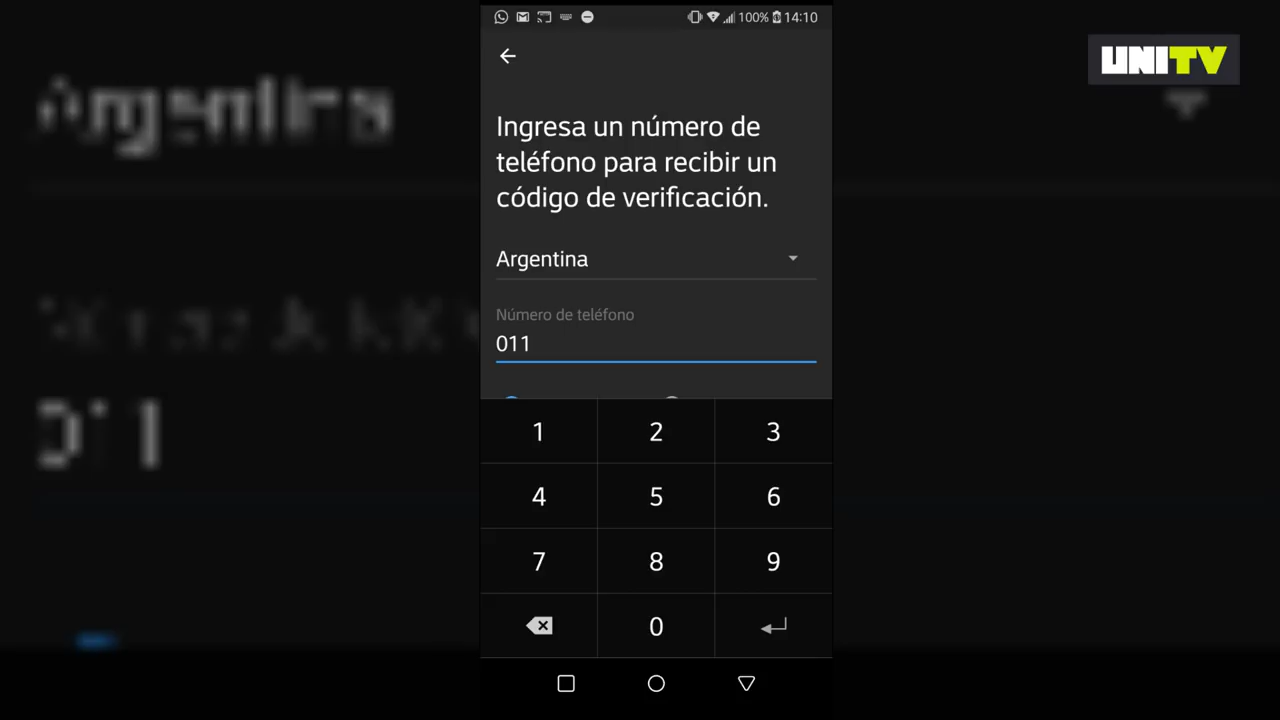 100% 14:10
UNITV
Ingresa un número de
teléfono para recibir un
código de verificación.
Argentina
Número de teléfono
011
1 2 3
4 5 6
7 8 9
0